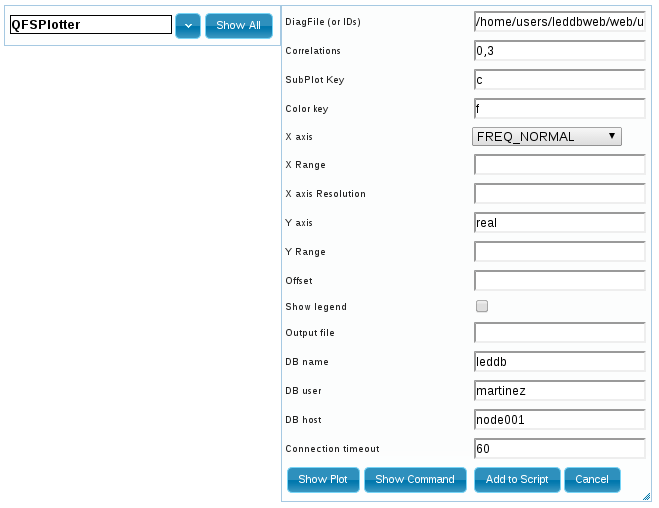 QFSPlotter Show All
DiagFile (or IDs) /home/users/leddbweb/web/u
Correlations 0,3
SubPlot Key c
Color key f
X axis FREQ_NORMAL
X Range
X axis Resolution
Y axis real
Y Range
Offset
Show legend
Output file
DB name leddb
DB user martinez
DB host node001
Connection timeout 60
Show Plot Show Command Add to Script Cancel